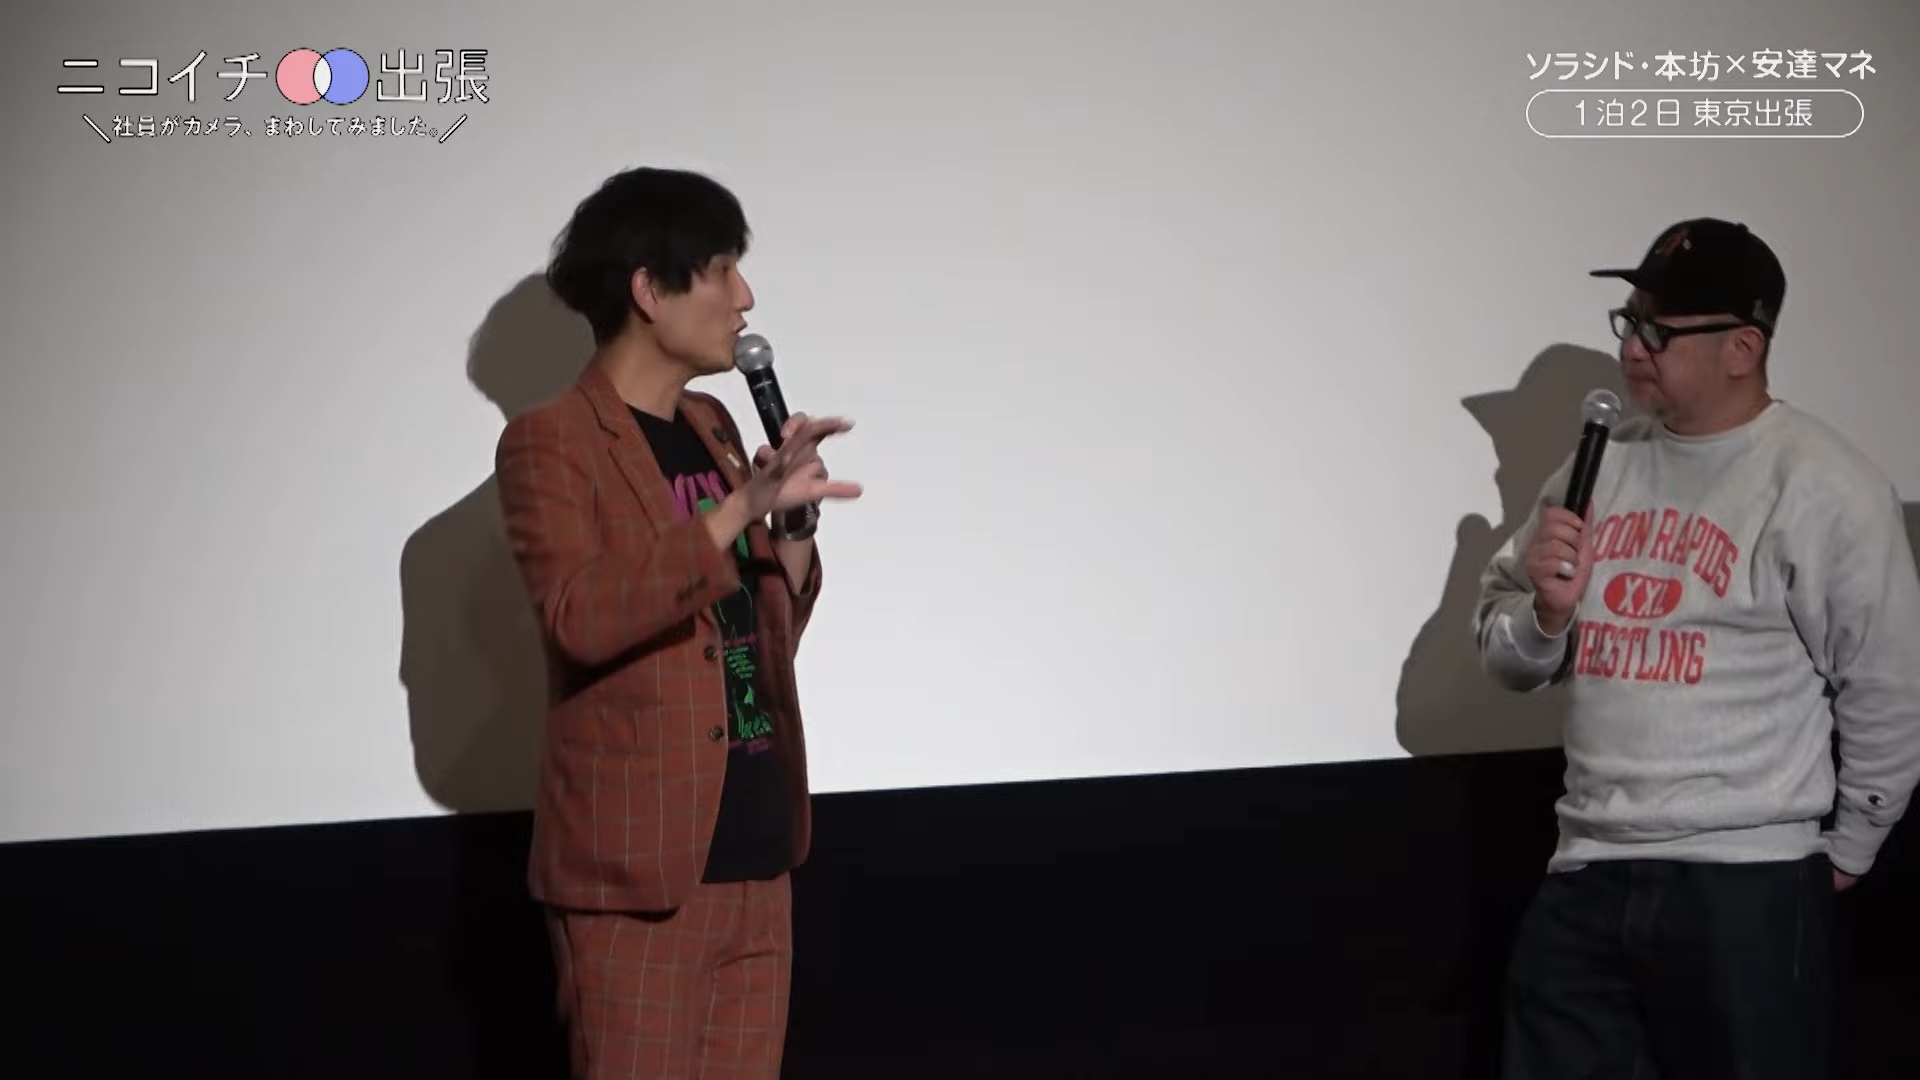 ニコイチ出張
＼社員がカメラ、まわしてみました。／
ソラシド・本坊×安達マネ
1泊2日 東京出張
RAPIDS
XXL
WRESTLING